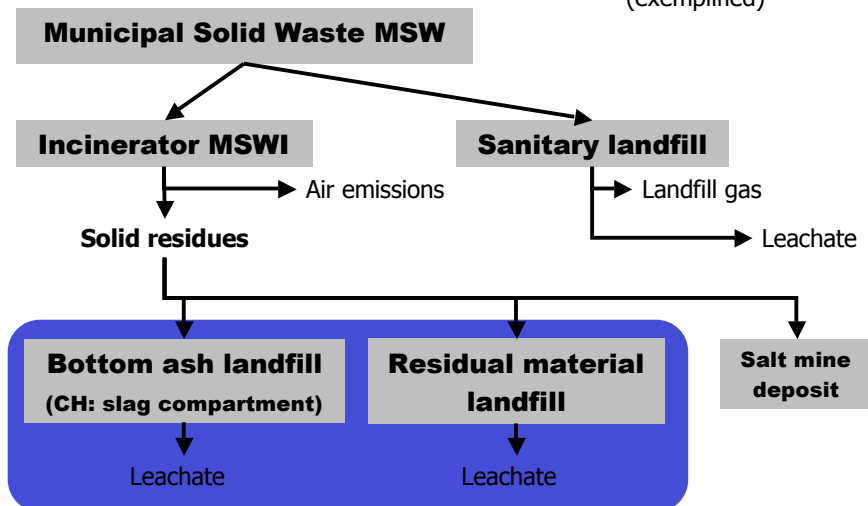 (exemplified)
Municipal Solid Waste MSW
Incinerator MSWI
Sanitary landfill
Air emissions
Landfill gas
Solid residues
Leachate
Bottom ash landfill
(CH: slag compartment)
Residual material
landfill
Salt mine
deposit
Leachate
Leachate